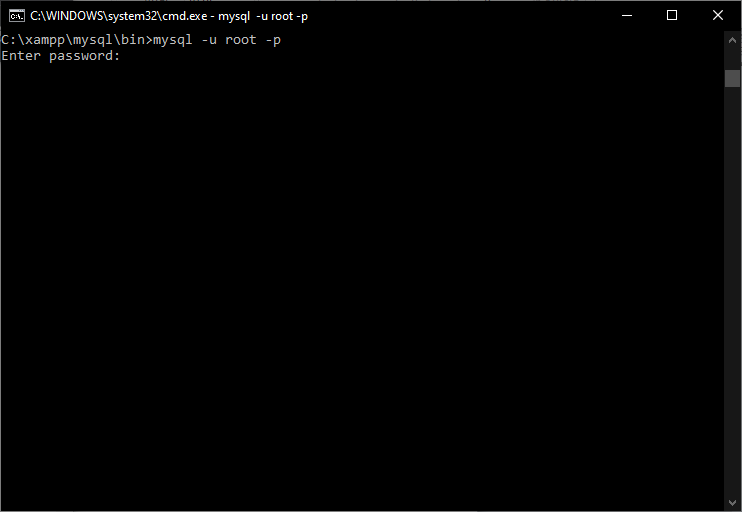 C:\WINDOWS\system32\cmd.exe - mysql  -u root -p
C:\xampp\mysql\bin>mysql -u root -p
Enter password: